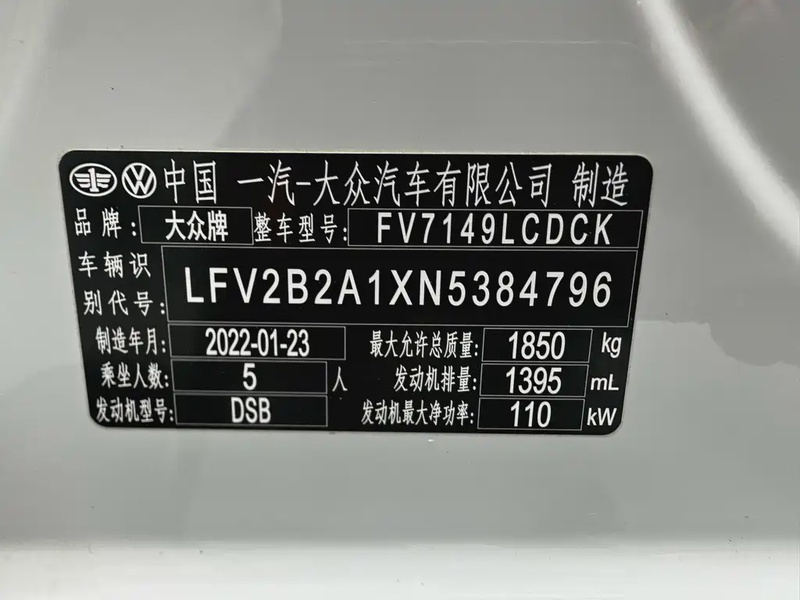 中国 一汽-大众汽车有限公司 制造
品牌: 大众牌 整车型号: FV7149LCDCK
车辆识别代号: LFV2B2A1XN5384796
制造年月: 2022-01-23 最大允许总质量: 1850 kg
乘坐人数: 5 人 发动机排量: 1395 mL
发动机型号: DSB 发动机最大净功率: 110 kW